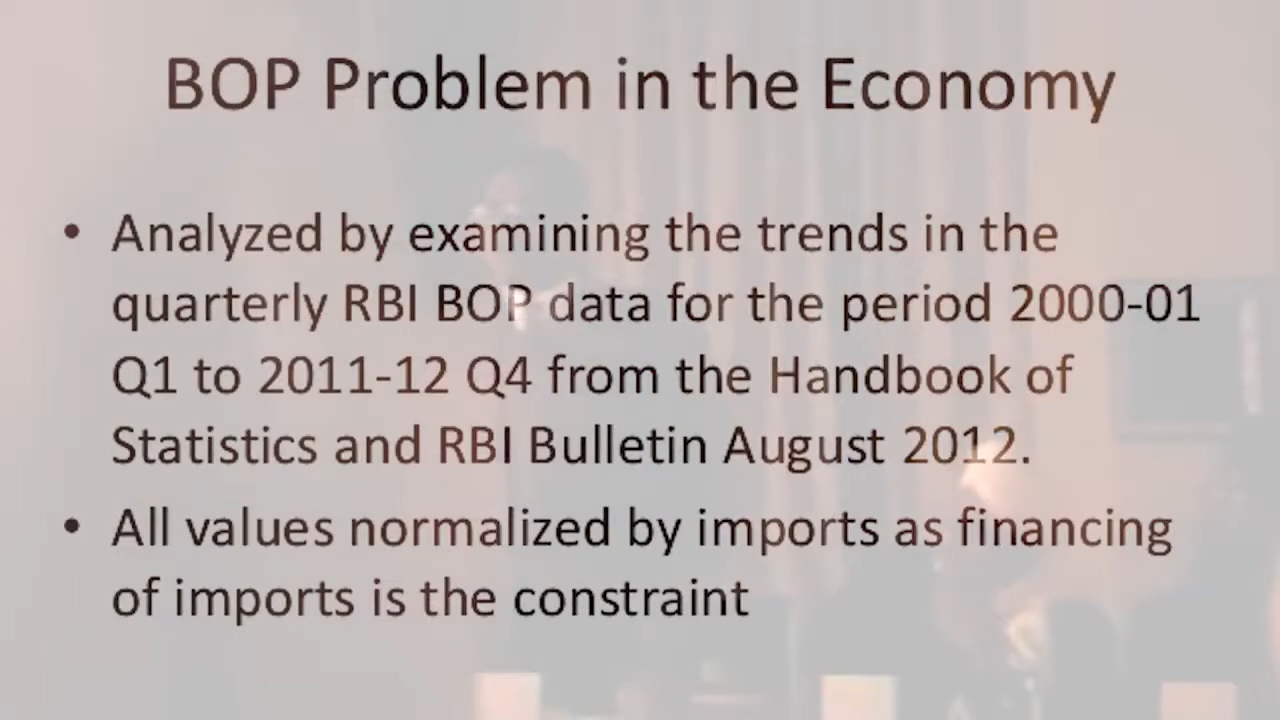 BOP Problem in the Economy
• Analyzed by examining the trends in the
quarterly RBI BOP data for the period 2000-01
Q1 to 2011-12 Q4 from the Handbook of
Statistics and RBI Bulletin August 2012.
• All values normalized by imports as financing
of imports is the constraint